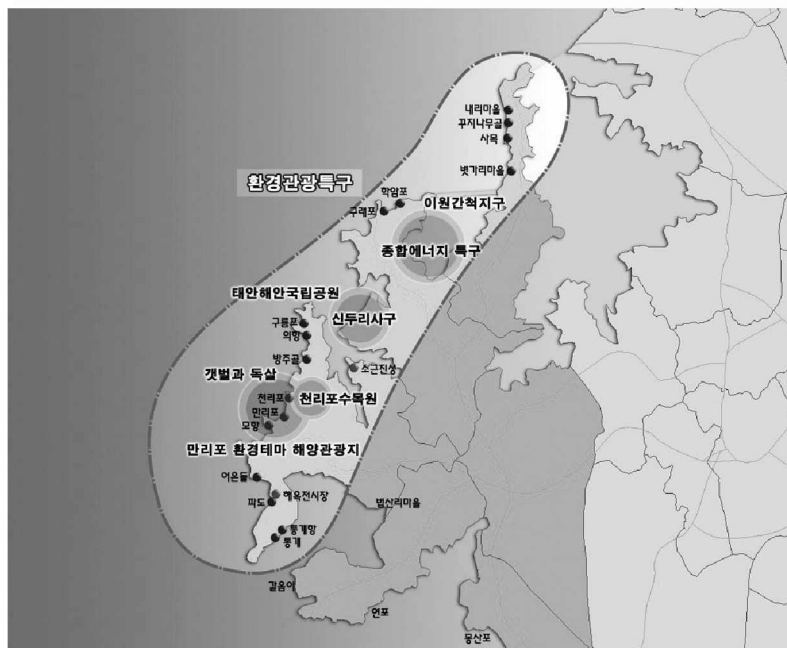 내리마을
꾸지나무골
사목
볏가리마을
환경관광특구
학암포
구례포
이원간척지구
종합에너지 특구
태안해안국립공원
신두리사구
구름포
의항
방주골
소근진성
갯벌과 독살
천리포
천리포수목원
만리포
모항
만리포 환경테마 해양관광지
어은돌
해옥전시장
파도
법산리마을
통개항
통개
갈음이
연포
몽산포